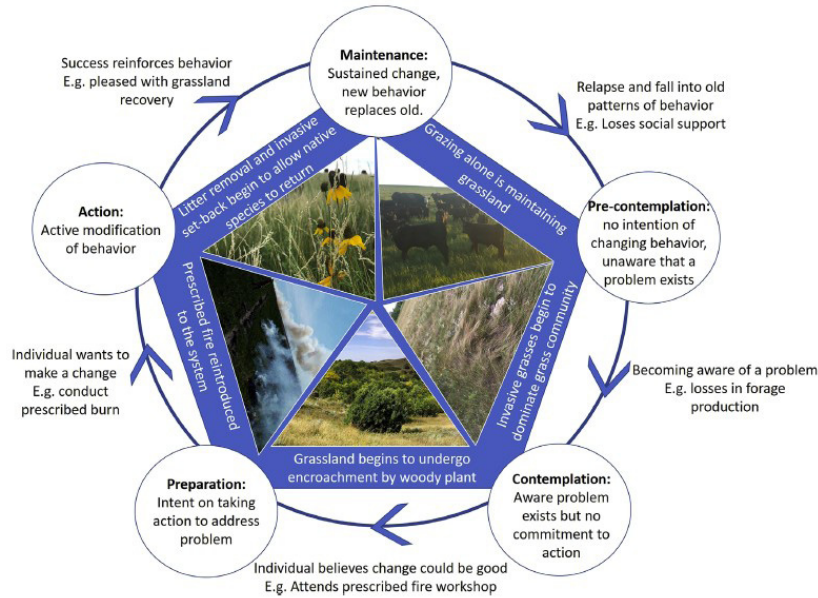 Maintenance:
Sustained change,
new behavior
replaces old.
Relapse and fall into old
patterns of behavior
E.g. Loses social support
Pre-contemplation:
no intention of
changing behavior,
unaware that a
problem exists
Becoming aware of a problem
E.g. losses in forage
production
Contemplation:
Aware problem
exists but no
commitment to
action
Individual believes change could be good
E.g. Attends prescribed fire workshop
Preparation:
Intent on taking
action to address
problem
Individual wants to
make a change
E.g. conduct
prescribed burn
Action:
Active modification
of behavior
Success reinforces behavior
E.g. pleased with grassland
recovery
Grazing alone is maintaining
grassland
Invasive grasses begin to
dominate grass community
Grassland begins to undergo
encroachment by woody plant
Prescribed fire reintroduced
to the system
Litter removal and invasive
set-back begin to allow native
species to return